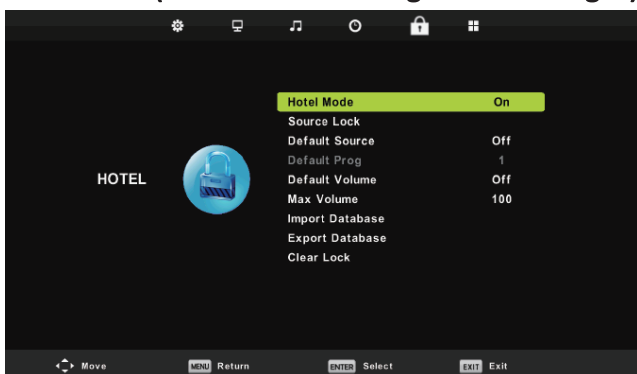 Hotel Mode On
Source Lock
Default Source Off
Default Prog 1
HOTEL
Default Volume Off
Max Volume 100
Import Database
Export Database
Clear Lock
Move MENU Return ENTER Select EXIT Exit